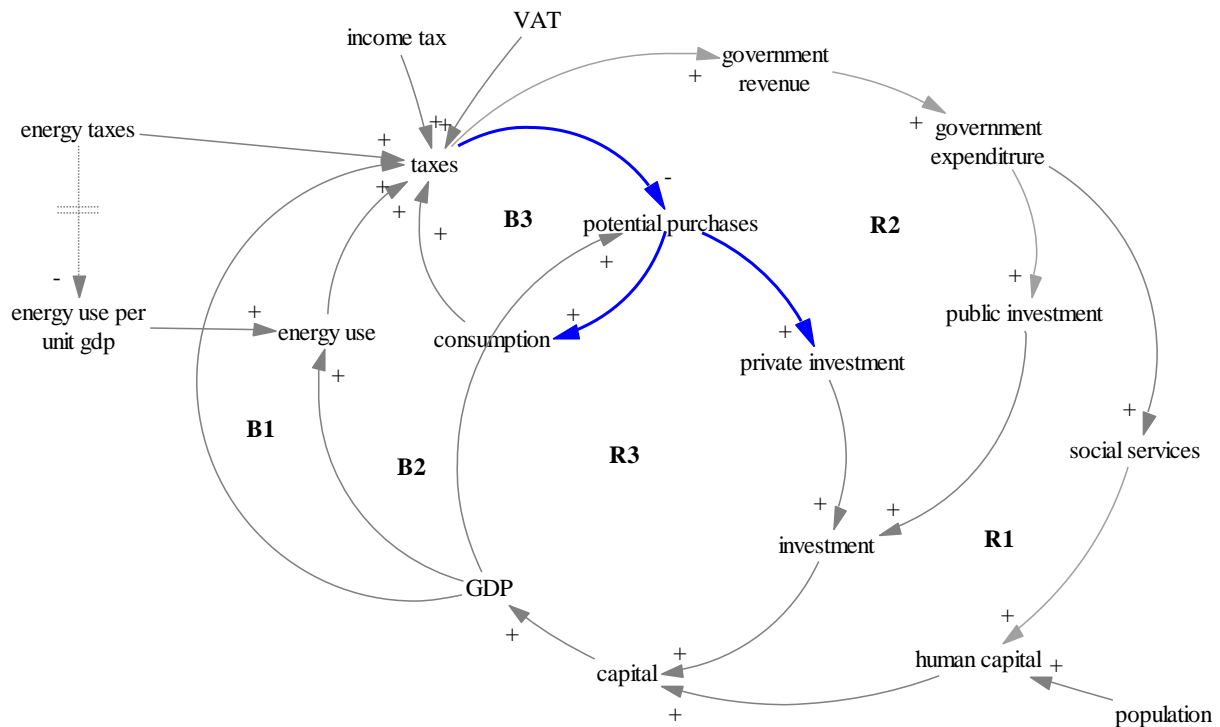 VAT
income tax
government
revenue
+
energy taxes
+
+
+
+
government
expenditrure
taxes
+
-
+
B3
potential purchases
R2
+
+
-
+
energy use per
unit gdp
+
energy use
+
consumption
public investment
+
private investment
+
B1
B2
R3
+
social services
+
+
investment
R1
GDP
+
+
+
capital
human capital
+
+
population